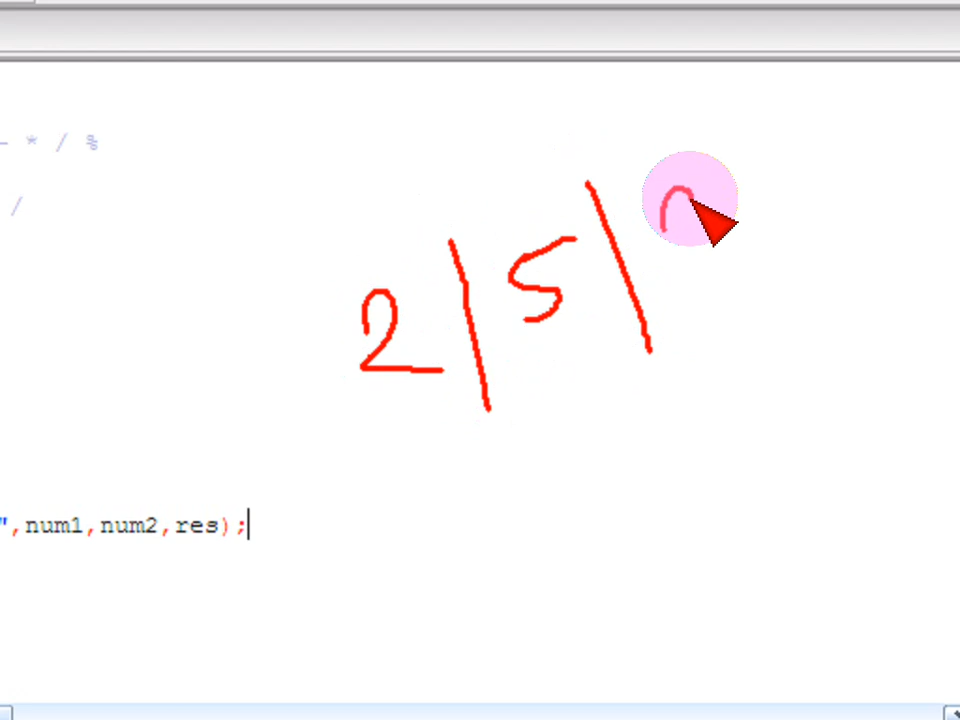 - * / %
/
2 | 5 |
",num1,num2,res);